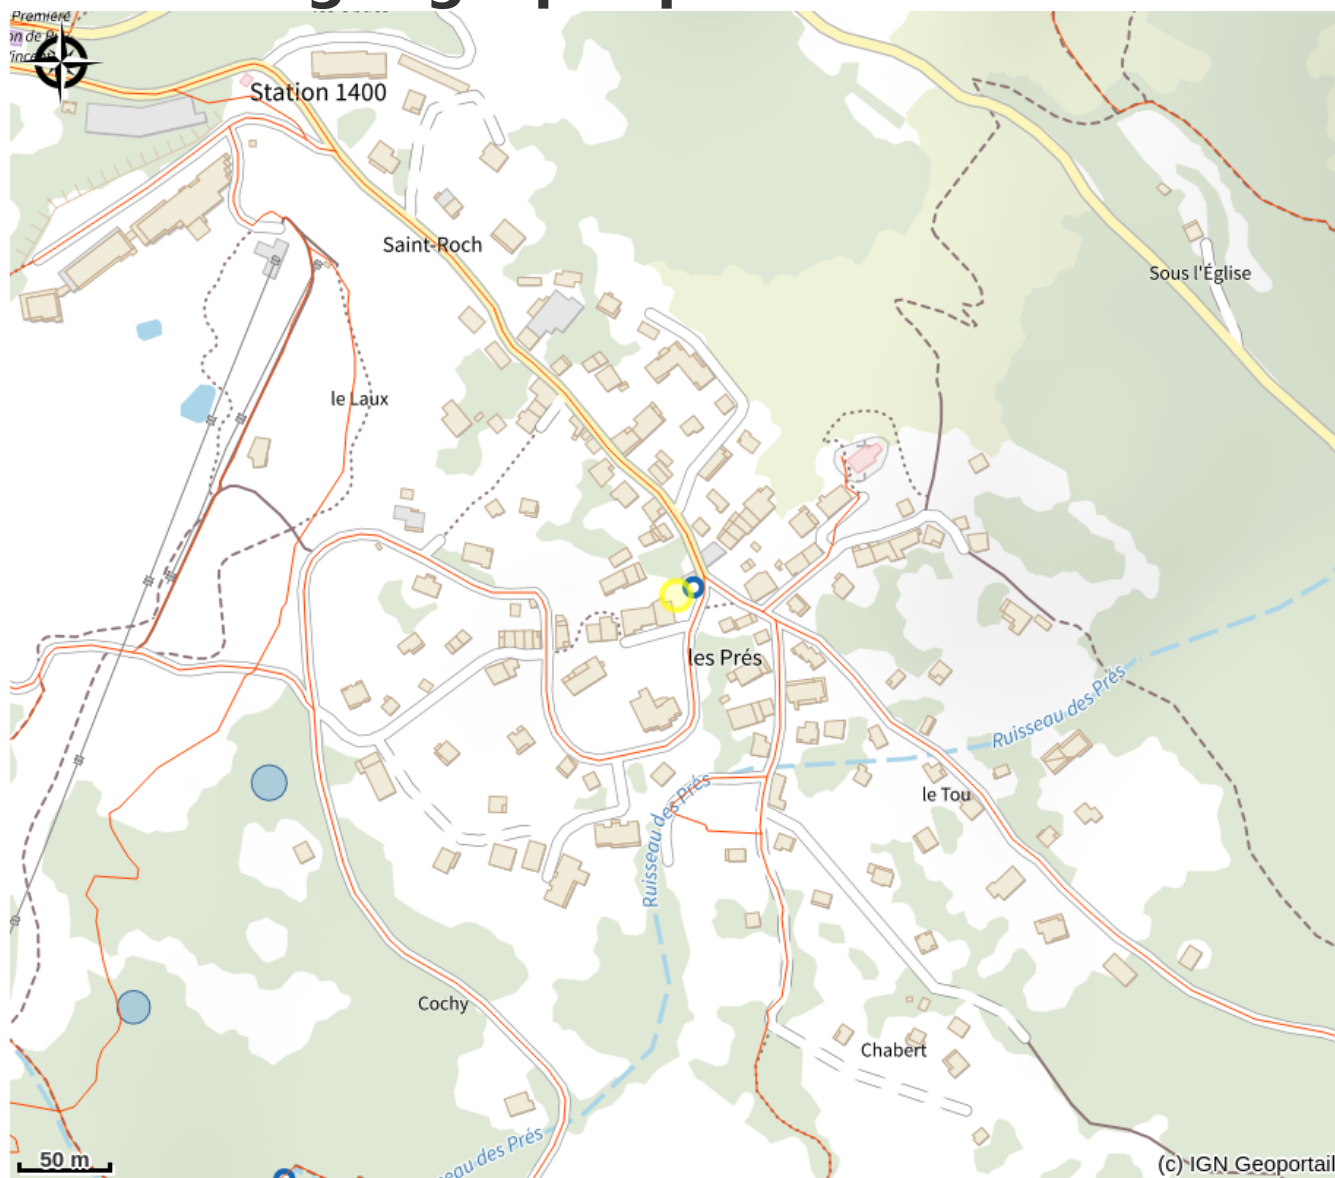 Première
Station 1400
Saint-Roch
Sous l'Église
le Laux
les Prés
Ruisseau des Prés
le Tou
Ruisseau des Prés
Cochy
Chabert
eau des Prés
50 m
(c) IGN Geoportail